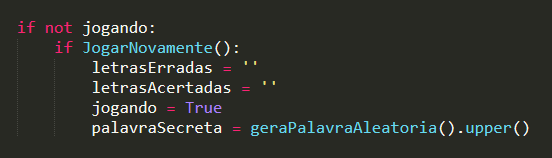 if not jogando:
    if JogarNovamente():
        letrasErradas = ''
        letrasAcertadas = ''
        jogando = True
        palavraSecreta = geraPalavraAleatoria().upper()